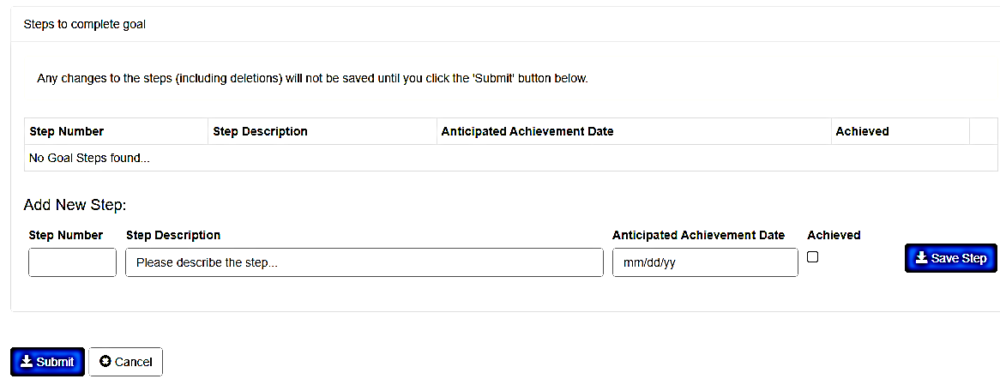 Steps to complete goal
Any changes to the steps (including deletions) will not be saved until you click the 'Submit' button below.
Step Number Step Description Anticipated Achievement Date Achieved
No Goal Steps found...
Add New Step:
Step Number Step Description Anticipated Achievement Date Achieved
Please describe the step... mm/dd/yy Save Step
Submit Cancel